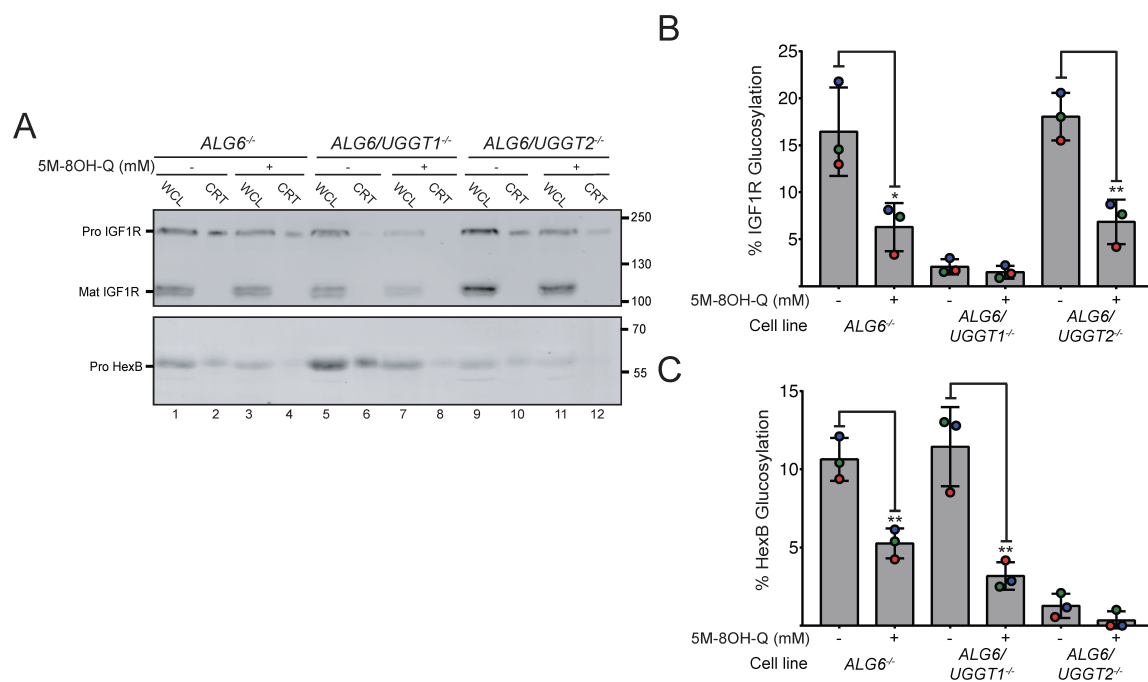 A
ALG6-/- ALG6/UGGT1-/- ALG6/UGGT2-/-
5M-8OH-Q (mM) - + - + - +
WCL CRT WCL CRT WCL CRT WCL CRT WCL CRT WCL CRT
Pro IGF1R
Mat IGF1R
250
130
100
Pro HexB
70
55
1 2 3 4 5 6 7 8 9 10 11 12
B
% IGF1R Glucosylation
25
20
15
10
5
*
**
5M-8OH-Q (mM) - + - + - +
Cell line ALG6-/- ALG6/ UGGT1-/- ALG6/ UGGT2-/-
C
% HexB Glucosylation
15
10
5
**
**
5M-8OH-Q (mM) - + - + - +
Cell line ALG6-/- ALG6/ UGGT1-/- ALG6/ UGGT2-/-